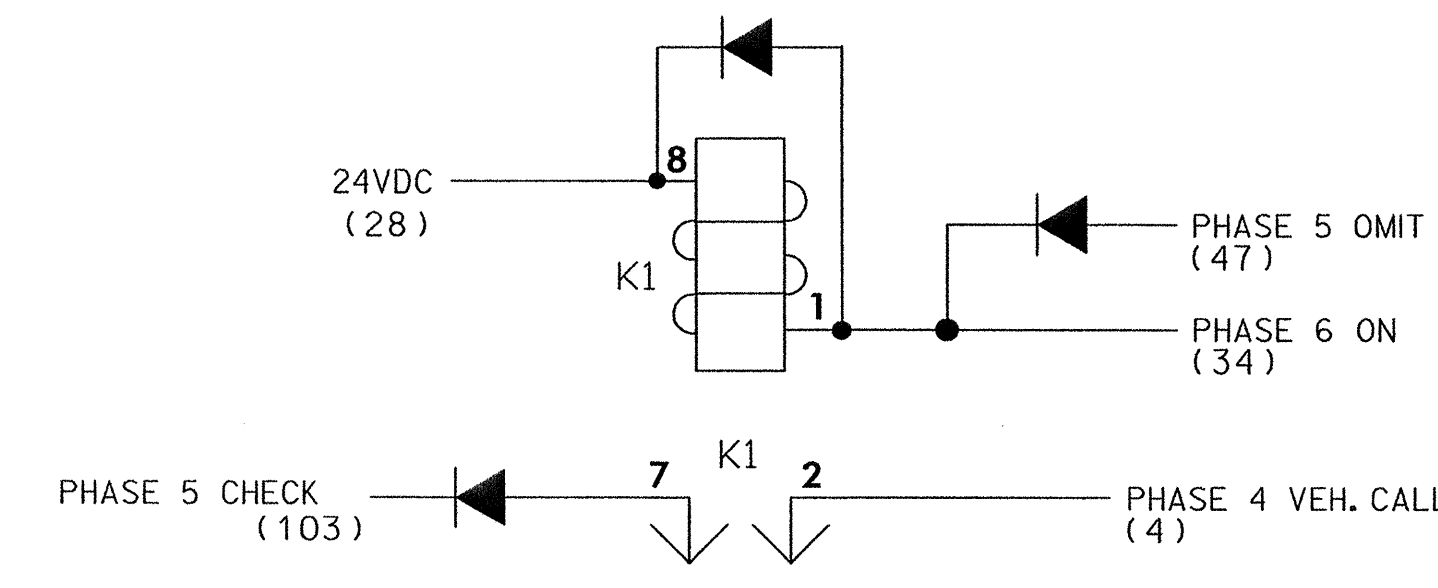 8
24VDC
(28)
PHASE 5 OMIT
(47)
K1
1
PHASE 6 ON
(34)
K1
7
2
PHASE 5 CHECK
(103)
PHASE 4 VEH. CALL
(4)